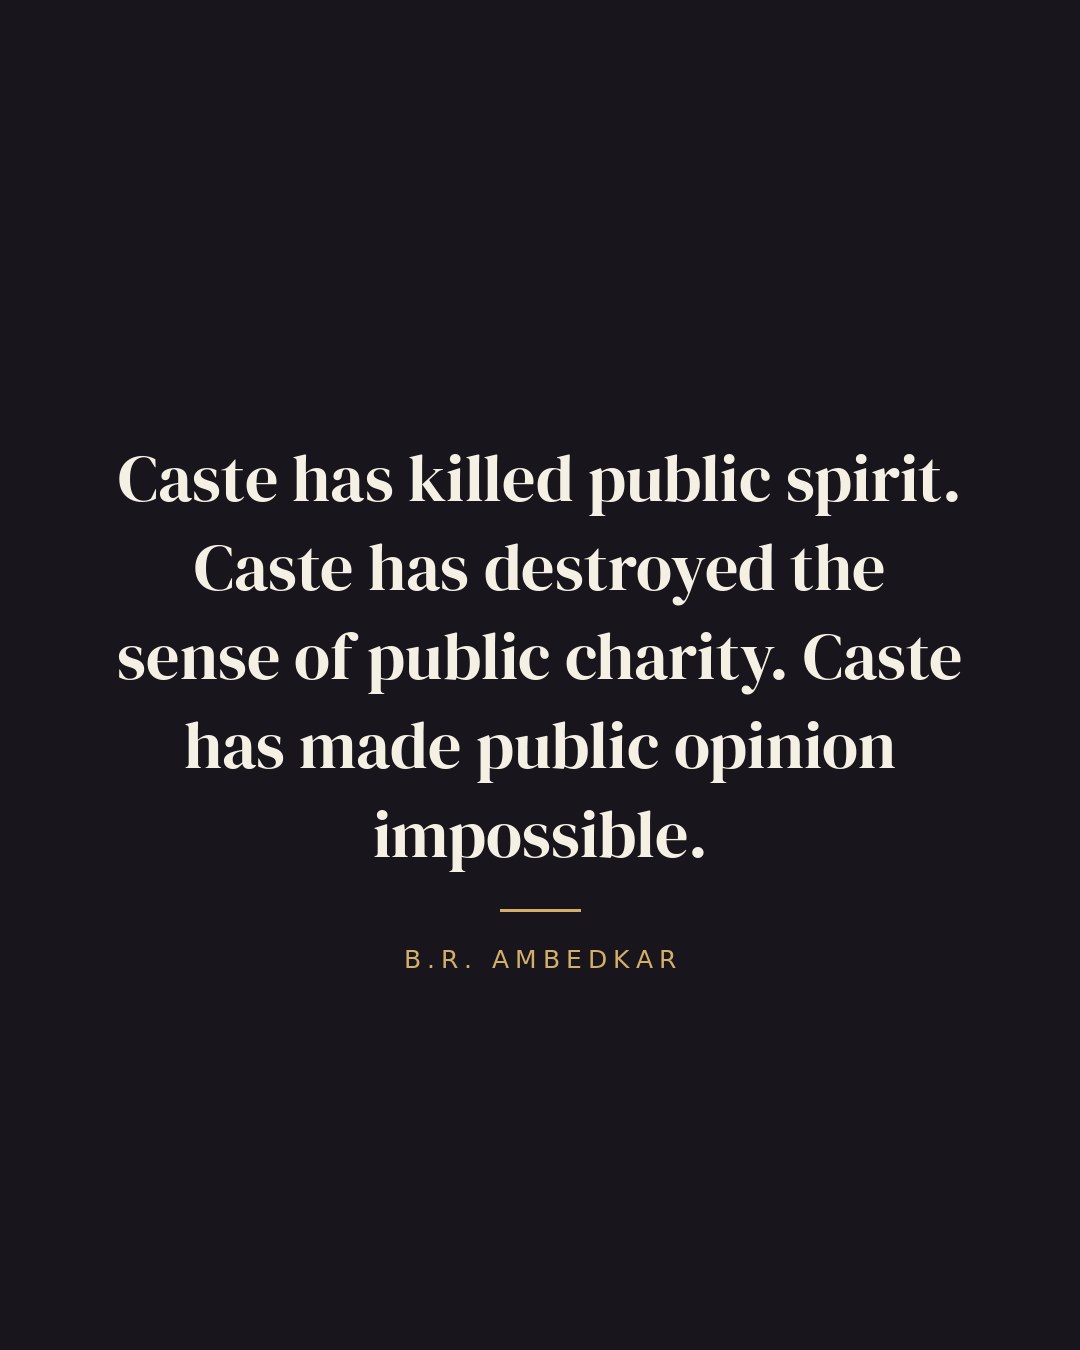 Caste has killed public spirit.
Caste has destroyed the
sense of public charity. Caste
has made public opinion
impossible.
B.R. AMBEDKAR